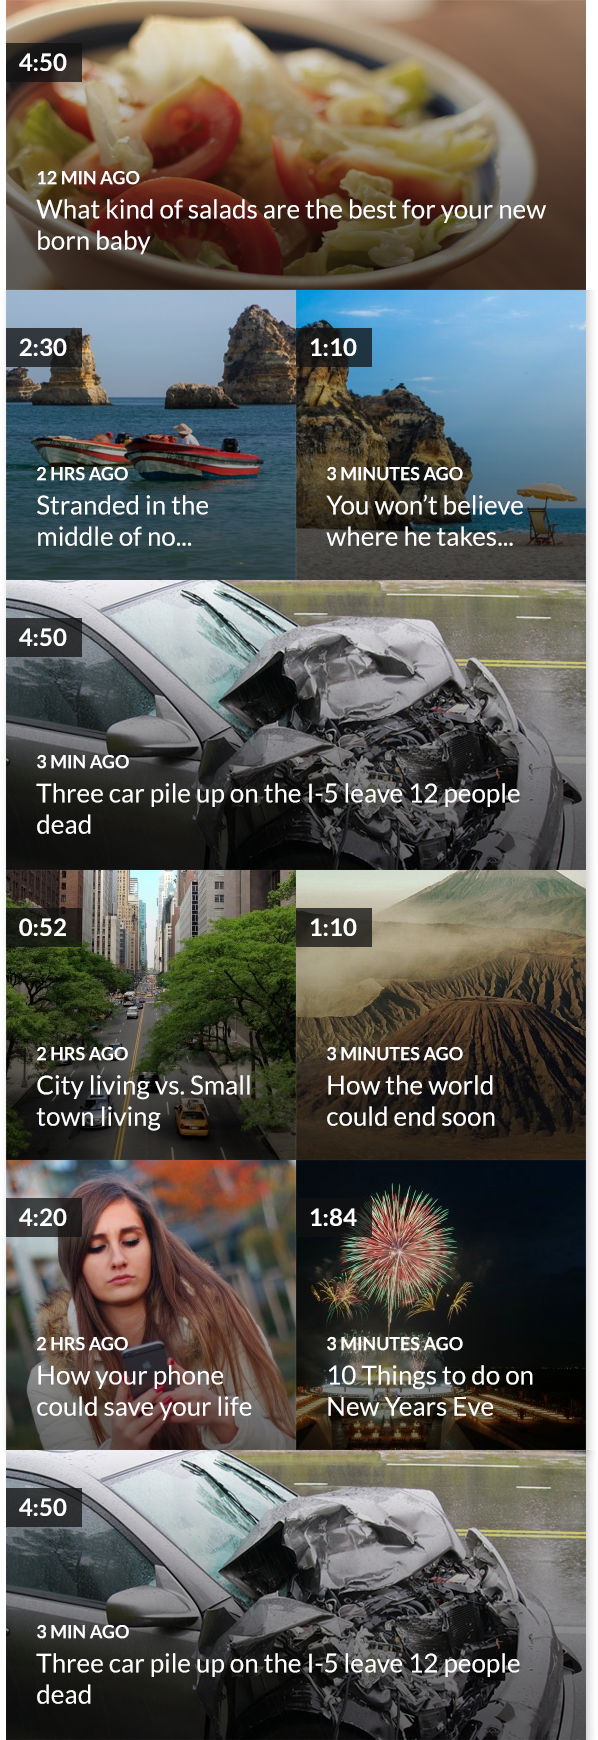 4:50
12 MIN AGO
What kind of salads are the best for your new
born baby
2:30
2 HRS AGO
Stranded in the
middle of no...
1:10
3 MINUTES AGO
You won't believe
where he takes...
4:50
3 MIN AGO
Three car pile up on the I-5 leave 12 people
dead
0:52
2 HRS AGO
City living vs. Small
town living
1:10
3 MINUTES AGO
How the world
could end soon
4:20
2 HRS AGO
How your phone
could save your life
1:84
3 MINUTES AGO
10 Things to do on
New Years Eve
4:50
3 MIN AGO
Three car pile up on the I-5 leave 12 people
dead